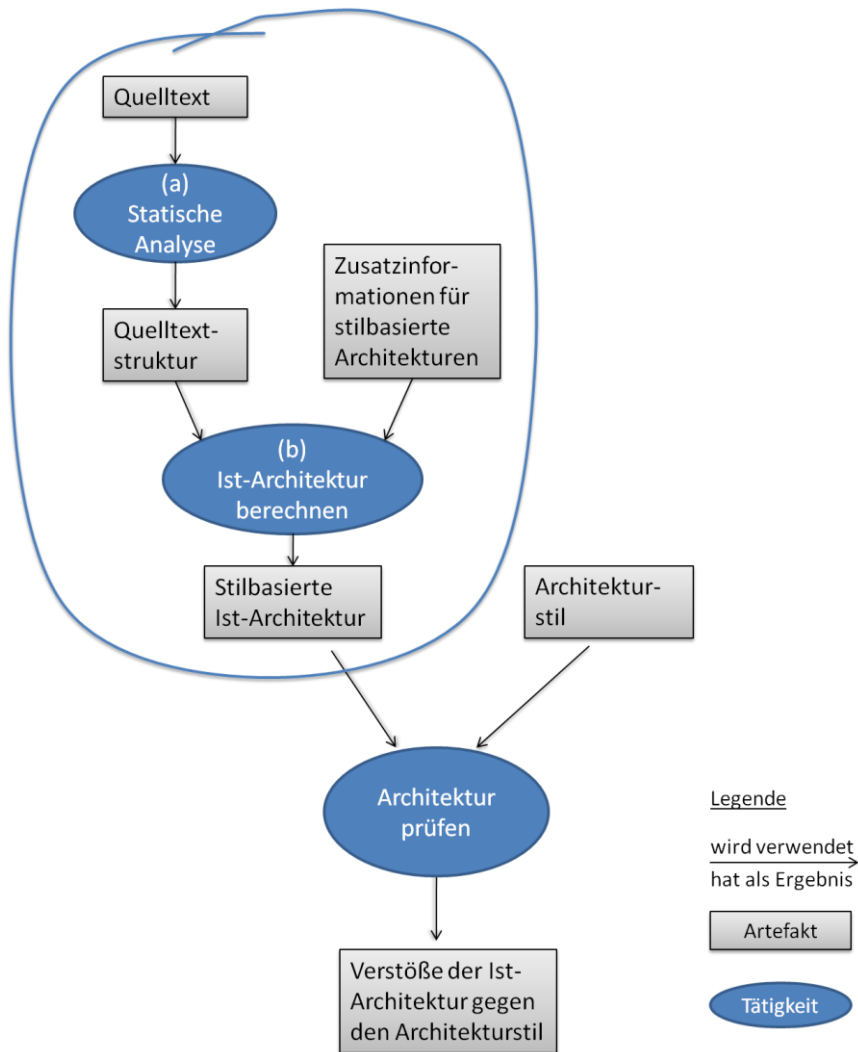 Quelltext
(a)
Statische
Analyse
Quelltext-
struktur
Zusatzinfor-
mationen für
stilbasierte
Architekturen
(b)
Ist-Architektur
berechnen
Stilbasierte
Ist-Architektur
Architektur-
stil
Architektur
prüfen
Verstöße der Ist-
Architektur gegen
den Architekturstil
Legende
wird verwendet
hat als Ergebnis
Artefakt
Tätigkeit